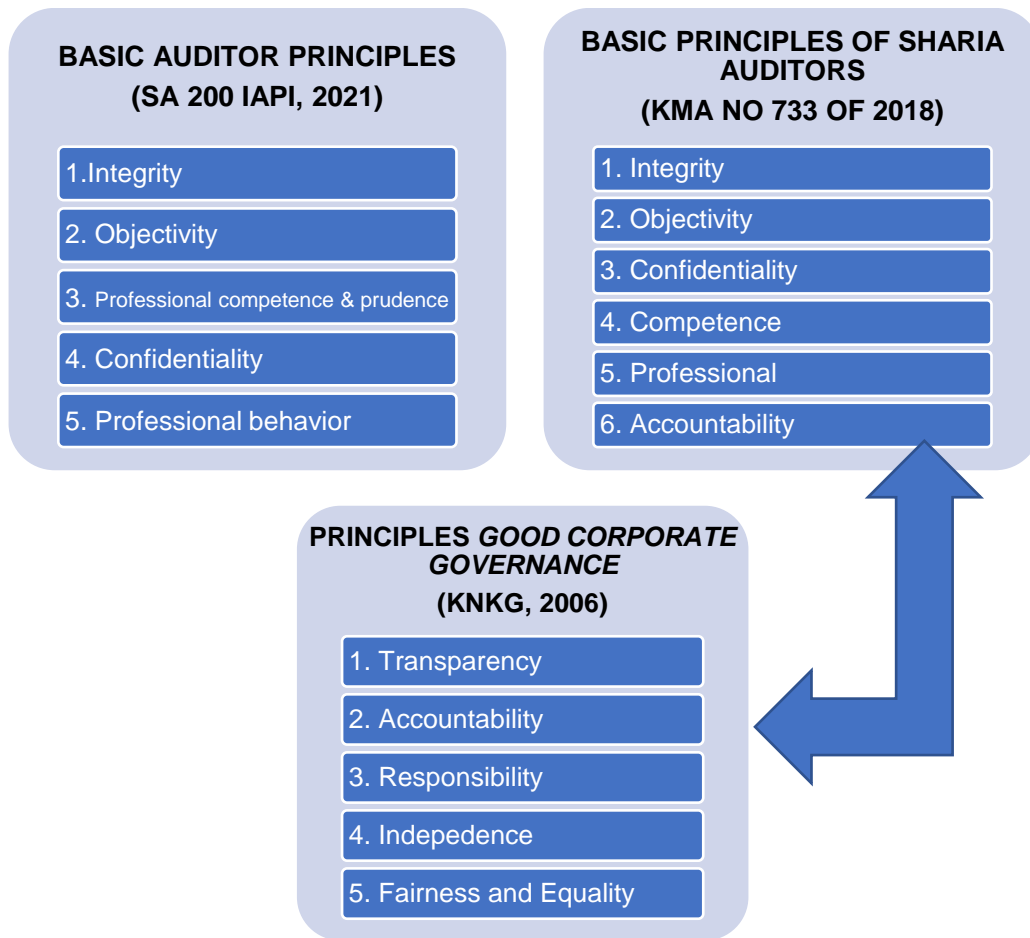 BASIC AUDITOR PRINCIPLES
(SA 200 IAPI, 2021)
1.Integrity
2. Objectivity
3. Professional competence & prudence
4. Confidentiality
5. Professional behavior
BASIC PRINCIPLES OF SHARIA
AUDITORS
(KMA NO 733 OF 2018)
1. Integrity
2. Objectivity
3. Confidentiality
4. Competence
5. Professional
6. Accountability
PRINCIPLES GOOD CORPORATE
GOVERNANCE
(KNKG, 2006)
1. Transparency
2. Accountability
3. Responsibility
4. Indepedence
5. Fairness and Equality